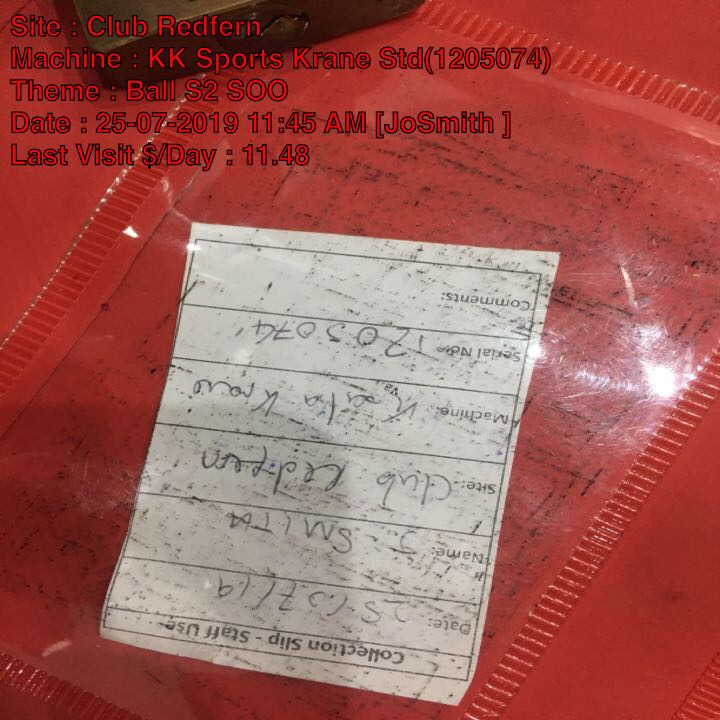 Site : Club Redfern
Machine : KK Sports Krane Std(1205074)
Theme : Ball S2 SOO
Date : 25-07-2019 11:45 AM [JoSmith ]
Last Visit $/Day : 11.48
Collection Slip - Staff Use
Date: 25/07/19
Name: J. SMITH
Site: Club Redfern
Machine: Koala Krane
Serial No: 1205074
Comments: